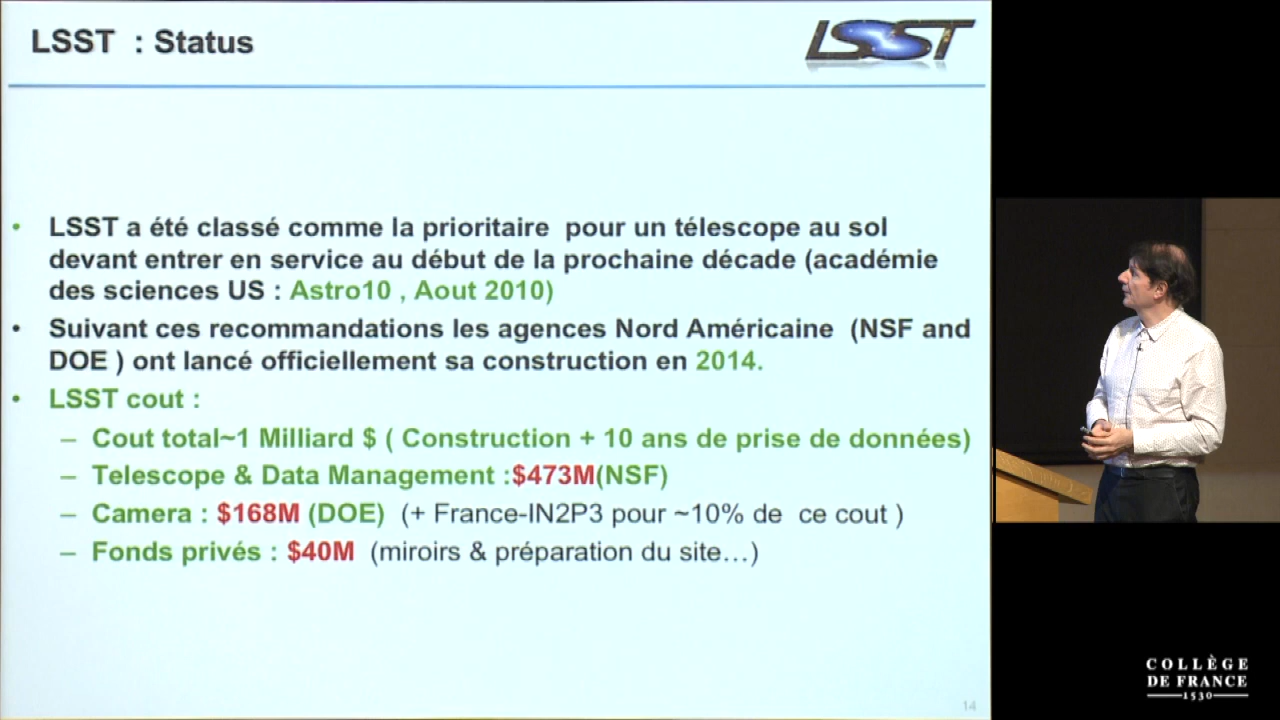 LSST : Status
LSST
• LSST a été classé comme la prioritaire pour un télescope au sol
devant entrer en service au début de la prochaine décade (académie
des sciences US : Astro10 , Aout 2010)
• Suivant ces recommandations les agences Nord Américaine (NSF and
DOE ) ont lancé officiellement sa construction en 2014.
• LSST cout :
– Cout total~1 Milliard $ ( Construction + 10 ans de prise de données)
– Telescope & Data Management :$473M(NSF)
– Camera : $168M (DOE) (+ France-IN2P3 pour ~10% de ce cout )
– Fonds privés : $40M (miroirs & préparation du site…)
14
COLLÈGE
DE FRANCE
1530